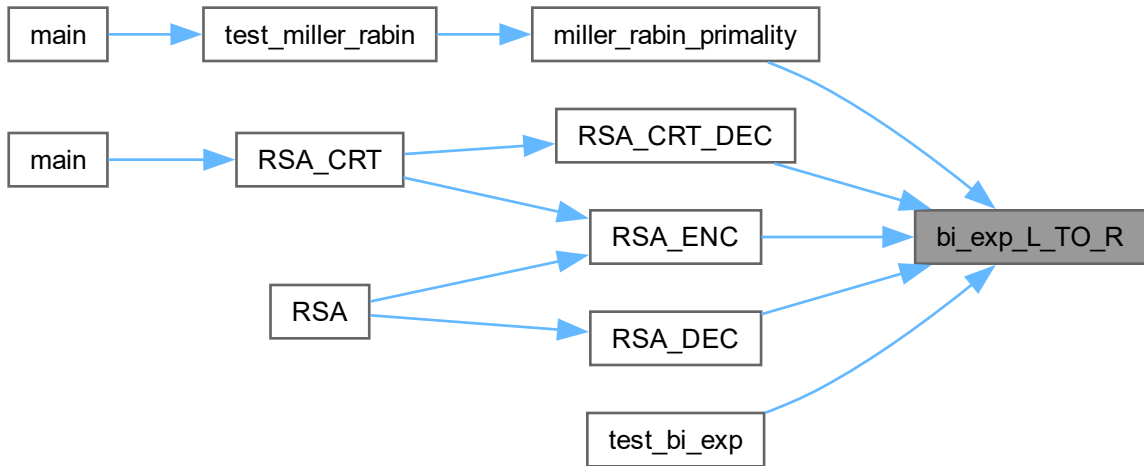 main
test_miller_rabin
miller_rabin_primality
main
RSA_CRT
RSA_CRT_DEC
RSA_ENC
bi_exp_L_TO_R
RSA
RSA_DEC
test_bi_exp